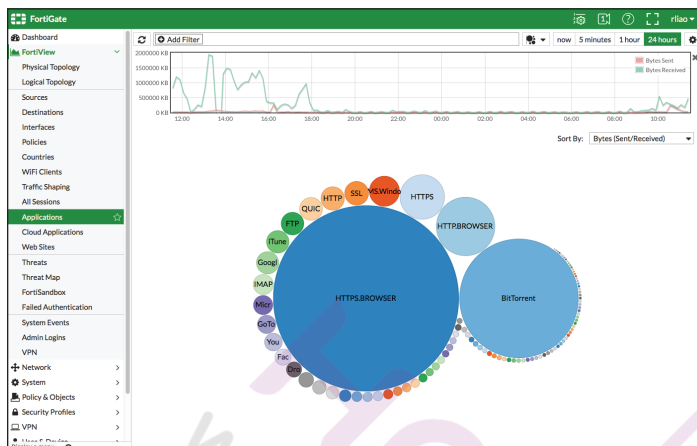 FortiGate
1
rliao
Dashboard
FortiView
Physical Topology
Logical Topology
Sources
Destinations
Interfaces
Policies
Countries
WiFi Clients
Traffic Shaping
All Sessions
Applications
Cloud Applications
Web Sites
Threats
Threat Map
FortiSandbox
Failed Authentication
System Events
Admin Logins
VPN
Network
System
Policy & Objects
Security Profiles
VPN
User & Device
Add Filter
now 5 minutes 1 hour 24 hours
2000000 KB
1500000 KB
1000000 KB
500000 KB
0 KB
Bytes Sent
Bytes Received
12:00 14:00 16:00 18:00 20:00 22:00 00:00 02:00 04:00 06:00 08:00 10:00
Sort By: Bytes (Sent/Received)
HTTPS
MS.Windo
SSL
HTTP
QUIC
HTTP.BROWSER
FTP
iTune
Googl
IMAP
HTTPS.BROWSER
BitTorrent
Micr
GoTo
You
Fac
Dro